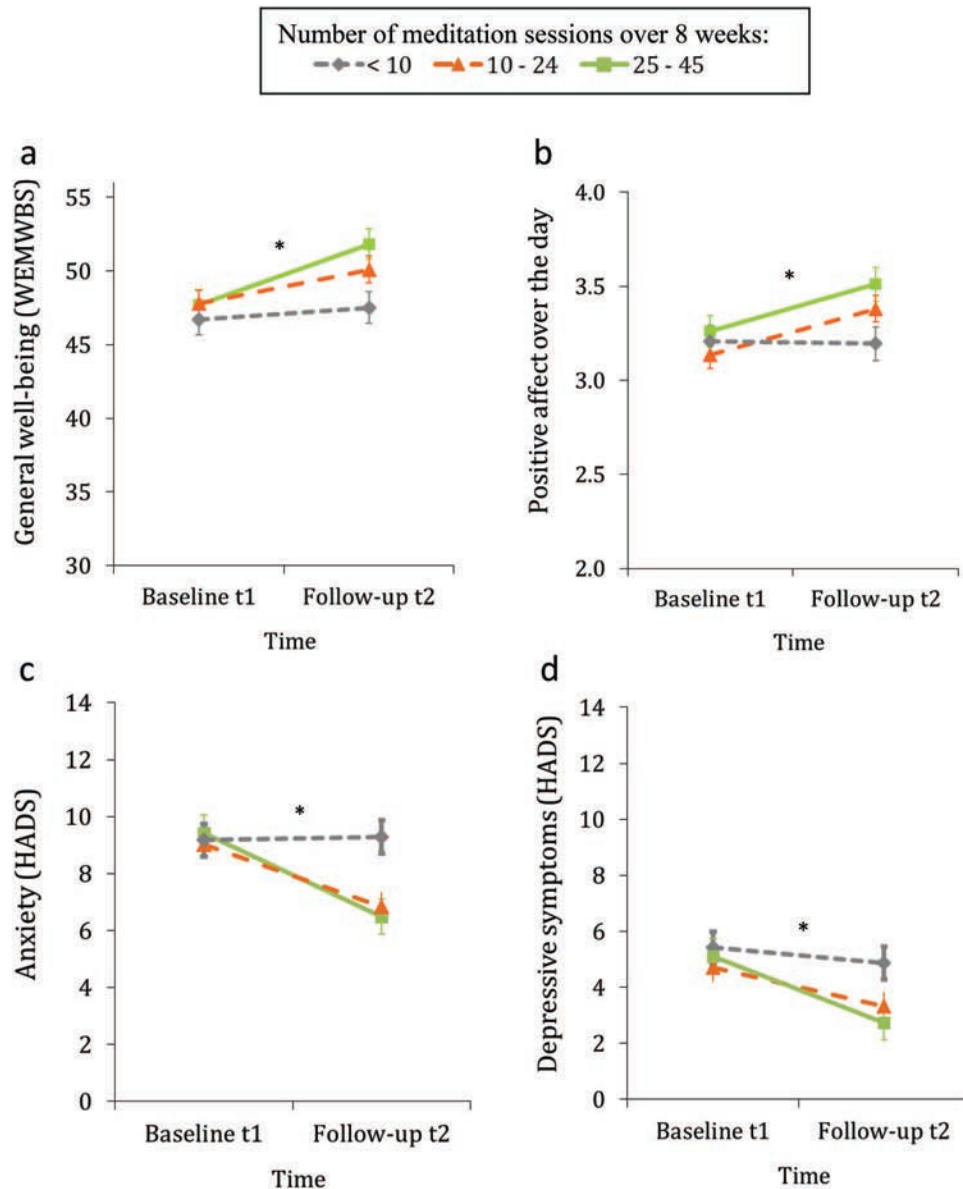 Number of meditation sessions over 8 weeks:
< 10 10 - 24 25 - 45
a
General well-being (WEMWBS)
55
50
45
40
35
30
*
Baseline t1 Follow-up t2
Time
b
Positive affect over the day
4.0
3.5
3.0
2.5
2.0
*
Baseline t1 Follow-up t2
Time
c
Anxiety (HADS)
14
12
10
8
6
4
2
0
*
Baseline t1 Follow-up t2
Time
d
Depressive symptoms (HADS)
14
12
10
8
6
4
2
0
*
Baseline t1 Follow-up t2
Time